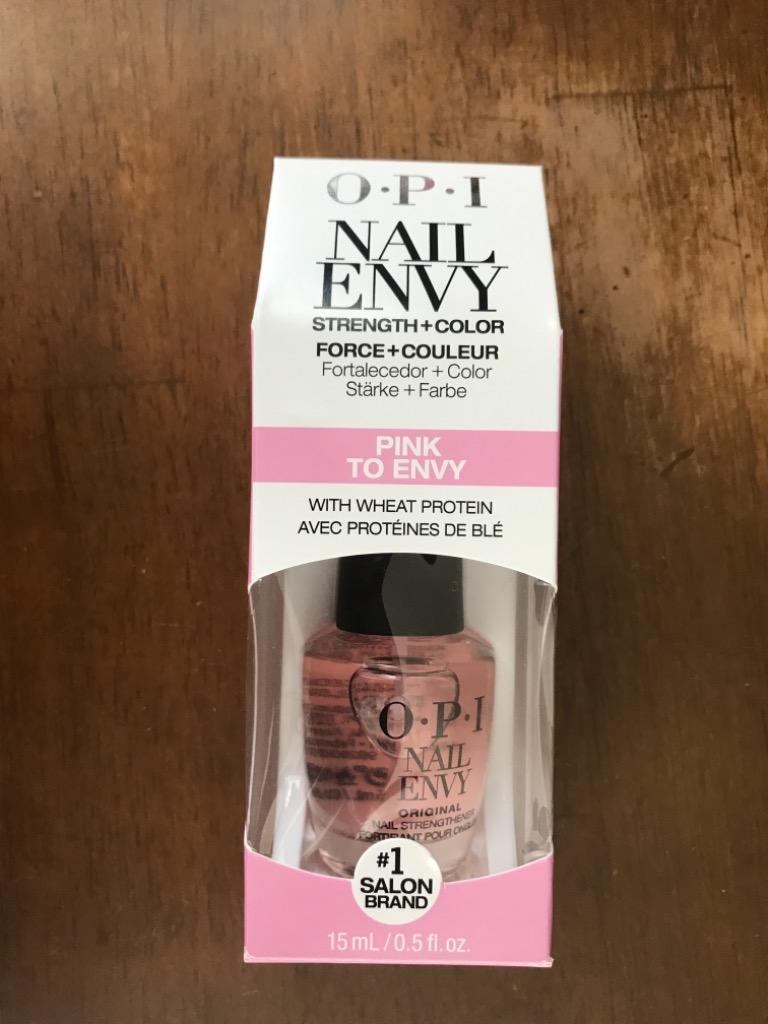 O·P·I
NAIL
ENVY
STRENGTH+COLOR
FORCE+COULEUR
Fortalecedor + Color
Stärke + Farbe
PINK
TO ENVY
WITH WHEAT PROTEIN
AVEC PROTÉINES DE BLÉ
O·P·I
NAIL
ENVY
ORIGINAL
NAIL STRENGTHENER
FORTIFIANT POUR ONGLES
#1
SALON
BRAND
15 mL / 0.5 fl. oz.